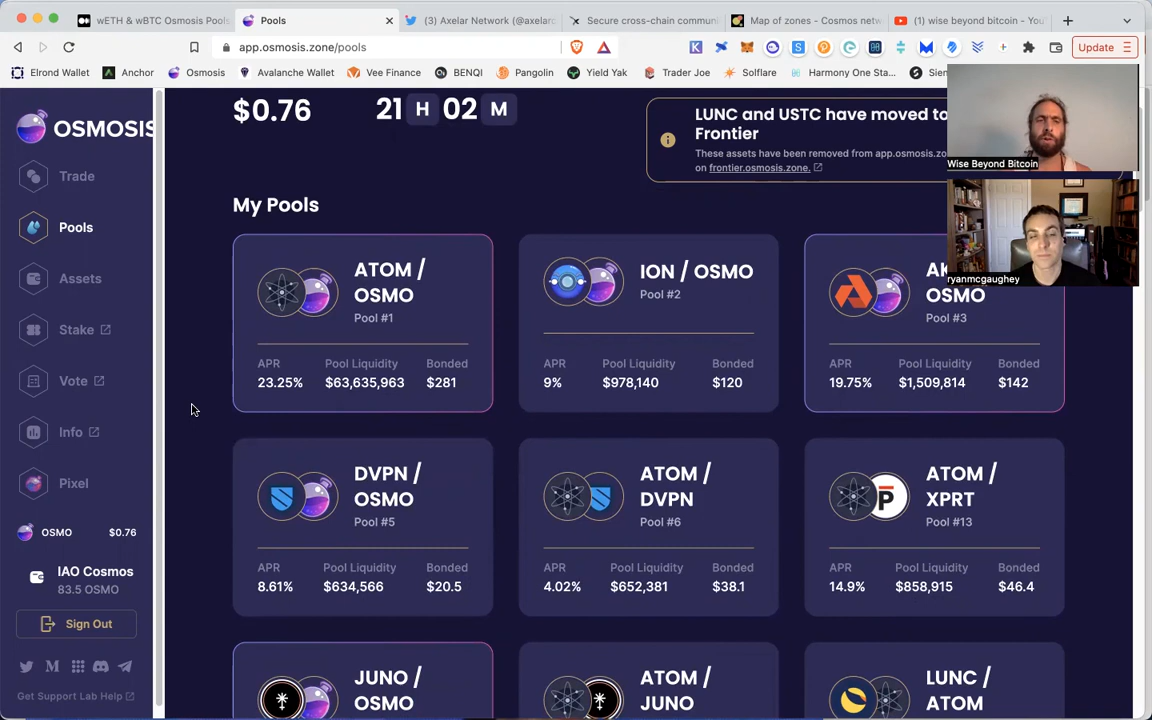 wETH & wBTC Osmosis Pools
Pools
(3) Axelar Network (@axelarc
Secure cross-chain commun
Map of zones - Cosmos netw
(1) wise beyond bitcoin - You
app.osmosis.zone/pools
Update
Elrond Wallet
Anchor
Osmosis
Avalanche Wallet
Vee Finance
BENQI
Pangolin
Yield Yak
Trader Joe
Solflare
Harmony One Sta...
Sien
OSMOSIS
Trade
Pools
Assets
Stake
Vote
Info
Pixel
OSMO $0.76
IAO Cosmos
83.5 OSMO
Sign Out
Get Support Lab Help
$0.76
21 H 02 M
LUNC and USTC have moved to
Frontier
These assets have been removed from app.osmosis.zo
on frontier.osmosis.zone.
Wise Beyond Bitcoin
ryanmcgaughey
My Pools
ATOM /
OSMO
Pool #1
APR Pool Liquidity Bonded
23.25% $63,635,963 $281
ION / OSMO
Pool #2
APR Pool Liquidity Bonded
9% $978,140 $120
AK
OSMO
Pool #3
APR Pool Liquidity Bonded
19.75% $1,509,814 $142
DVPN /
OSMO
Pool #5
APR Pool Liquidity Bonded
8.61% $634,566 $20.5
ATOM /
DVPN
Pool #6
APR Pool Liquidity Bonded
4.02% $652,381 $38.1
ATOM /
XPRT
Pool #13
APR Pool Liquidity Bonded
14.9% $858,915 $46.4
JUNO /
OSMO
ATOM /
JUNO
LUNC /
ATOM